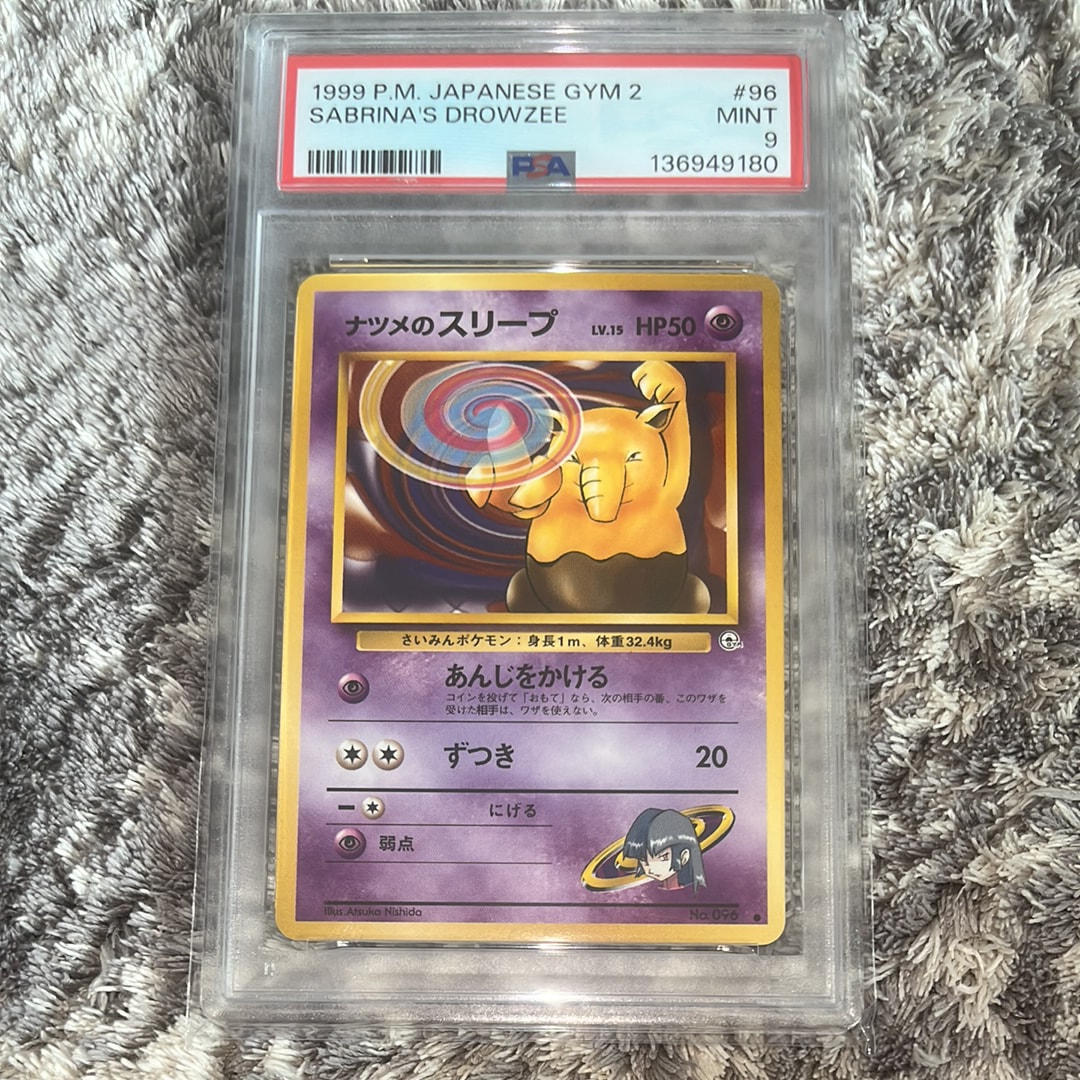 1999 P.M. JAPANESE GYM 2 #96
SABRINA'S DROWZEE MINT
9
PSA 136949180
ナツメのスリープ LV.15 HP50
さいみんポケモン：身長1m、体重32.4kg
あんじをかける
コインを投げて「おもて」なら、次の相手の番、このワザを
受けた相手は、ワザを使えない。
ずつき 20
にげる
弱点
Illus.Atsuko Nishida No.096